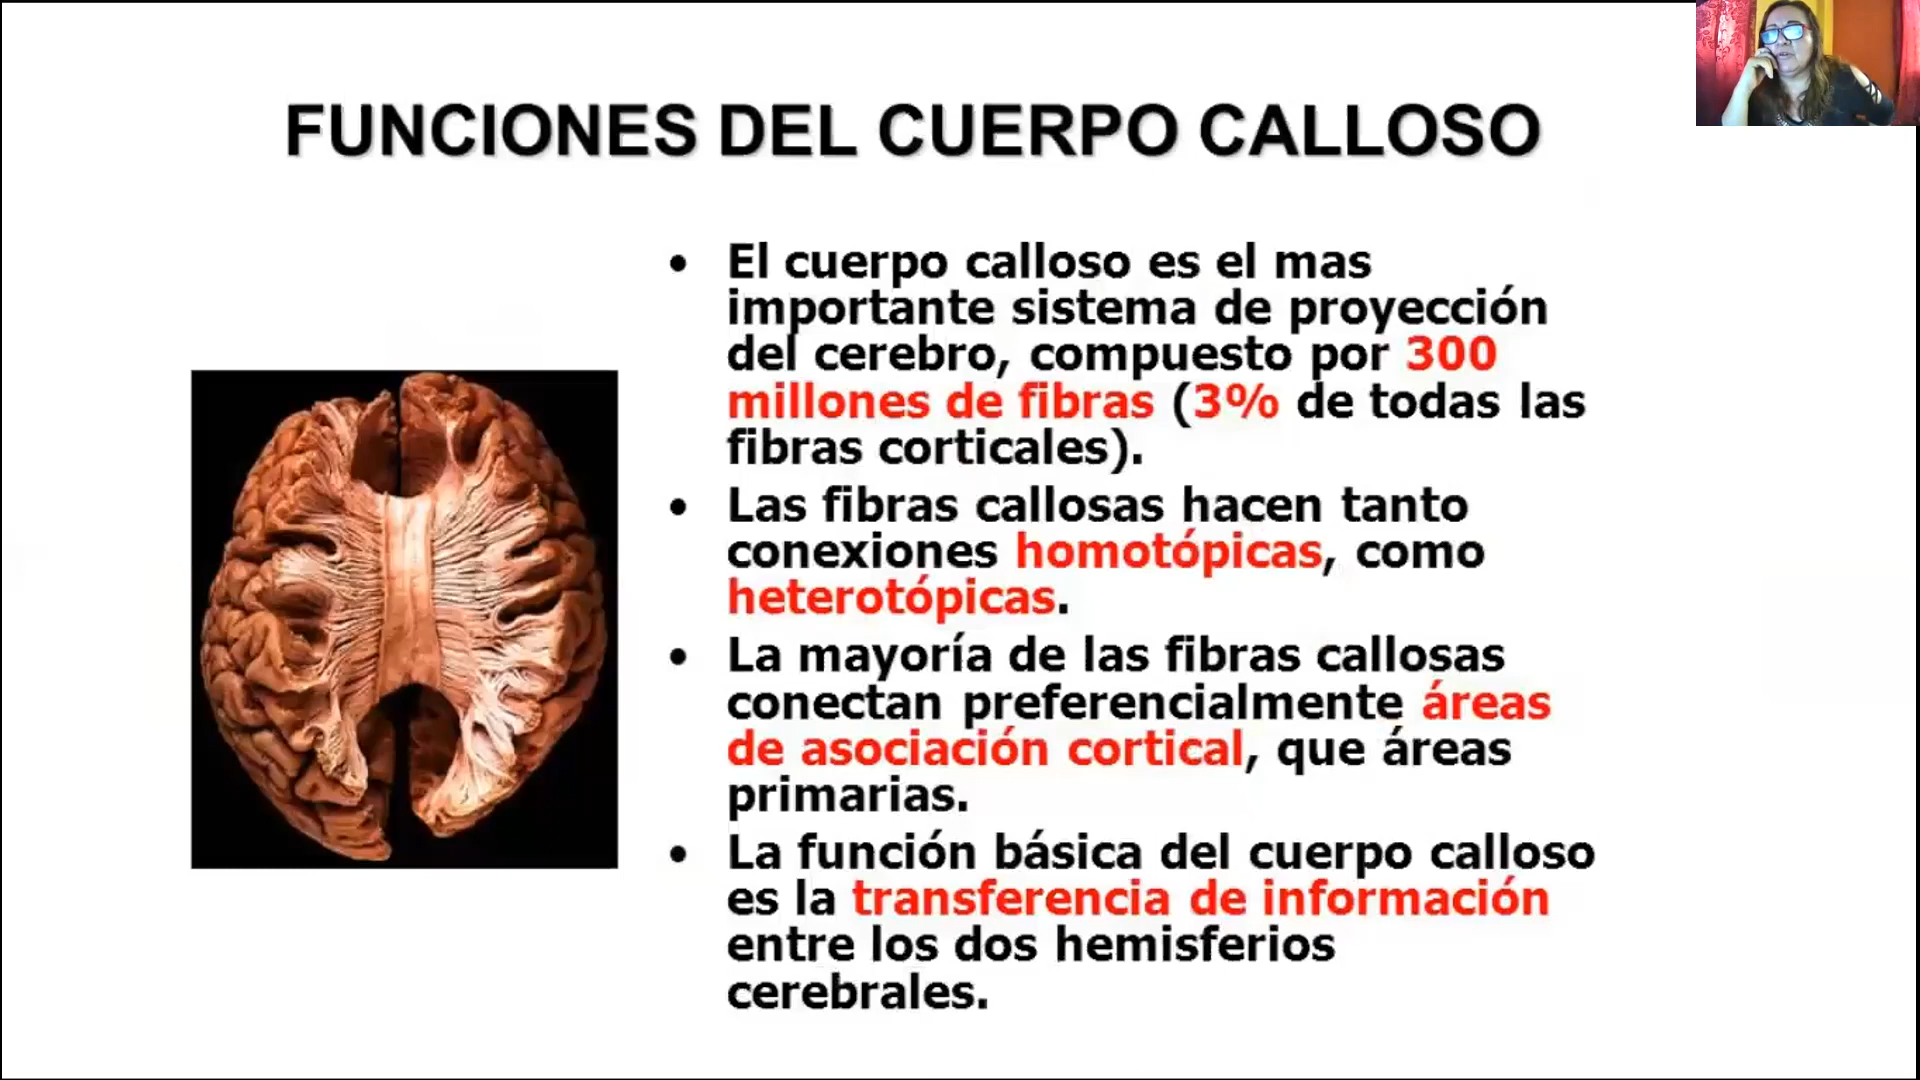 FUNCIONES DEL CUERPO CALLOSO
• El cuerpo calloso es el mas
importante sistema de proyección
del cerebro, compuesto por 300
millones de fibras (3% de todas las
fibras corticales).
• Las fibras callosas hacen tanto
conexiones homotópicas, como
heterotópicas.
• La mayoría de las fibras callosas
conectan preferencialmente áreas
de asociación cortical, que áreas
primarias.
• La función básica del cuerpo calloso
es la transferencia de información
entre los dos hemisferios
cerebrales.